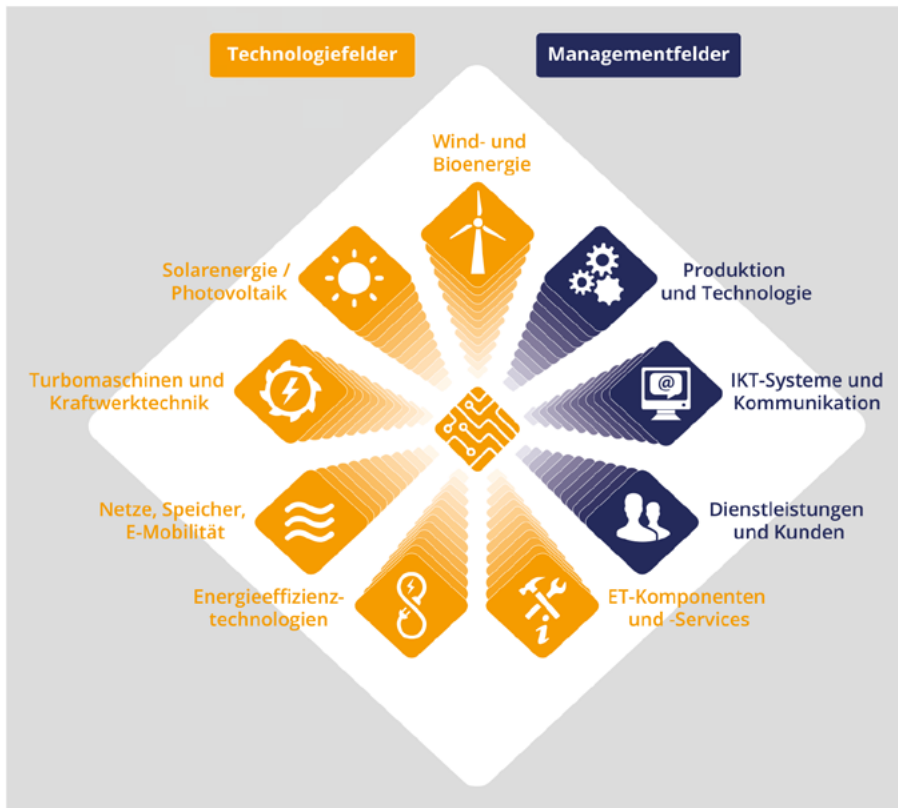 Technologiefelder
Managementfelder
Wind- und
Bioenergie
Solarenergie /
Photovoltaik
Produktion
und Technologie
Turbomaschinen und
Kraftwerktechnik
IKT-Systeme und
Kommunikation
@
Netze, Speicher,
E-Mobilität
Dienstleistungen
und Kunden
Energieeffizienz-
technologien
ET-Komponenten
und -Services
i